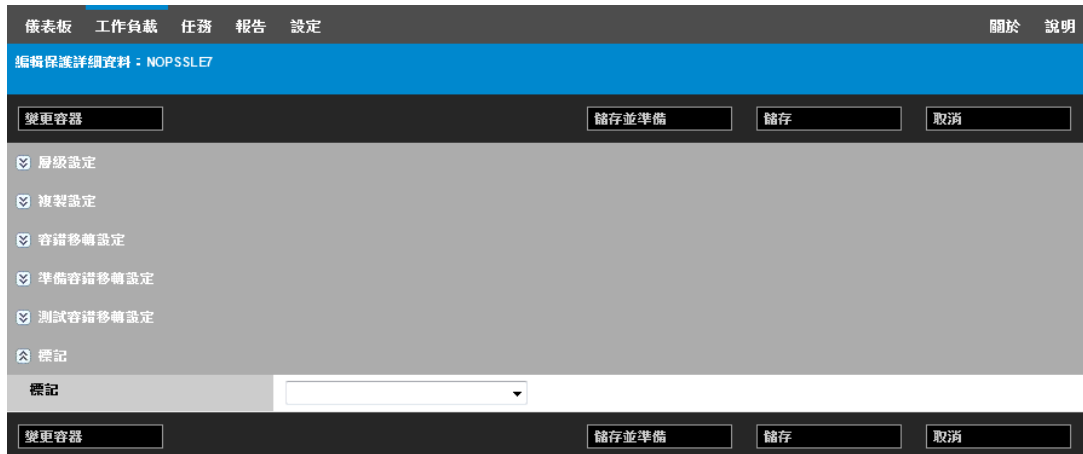 儀表板 工作負載 任務 報告 設定 關於 說明
編輯保護詳細資料：NOPSSLE7
變更容器 儲存並準備 儲存 取消
層級設定
複製設定
容錯移轉設定
準備容錯移轉設定
測試容錯移轉設定
標記
標記
變更容器 儲存並準備 儲存 取消